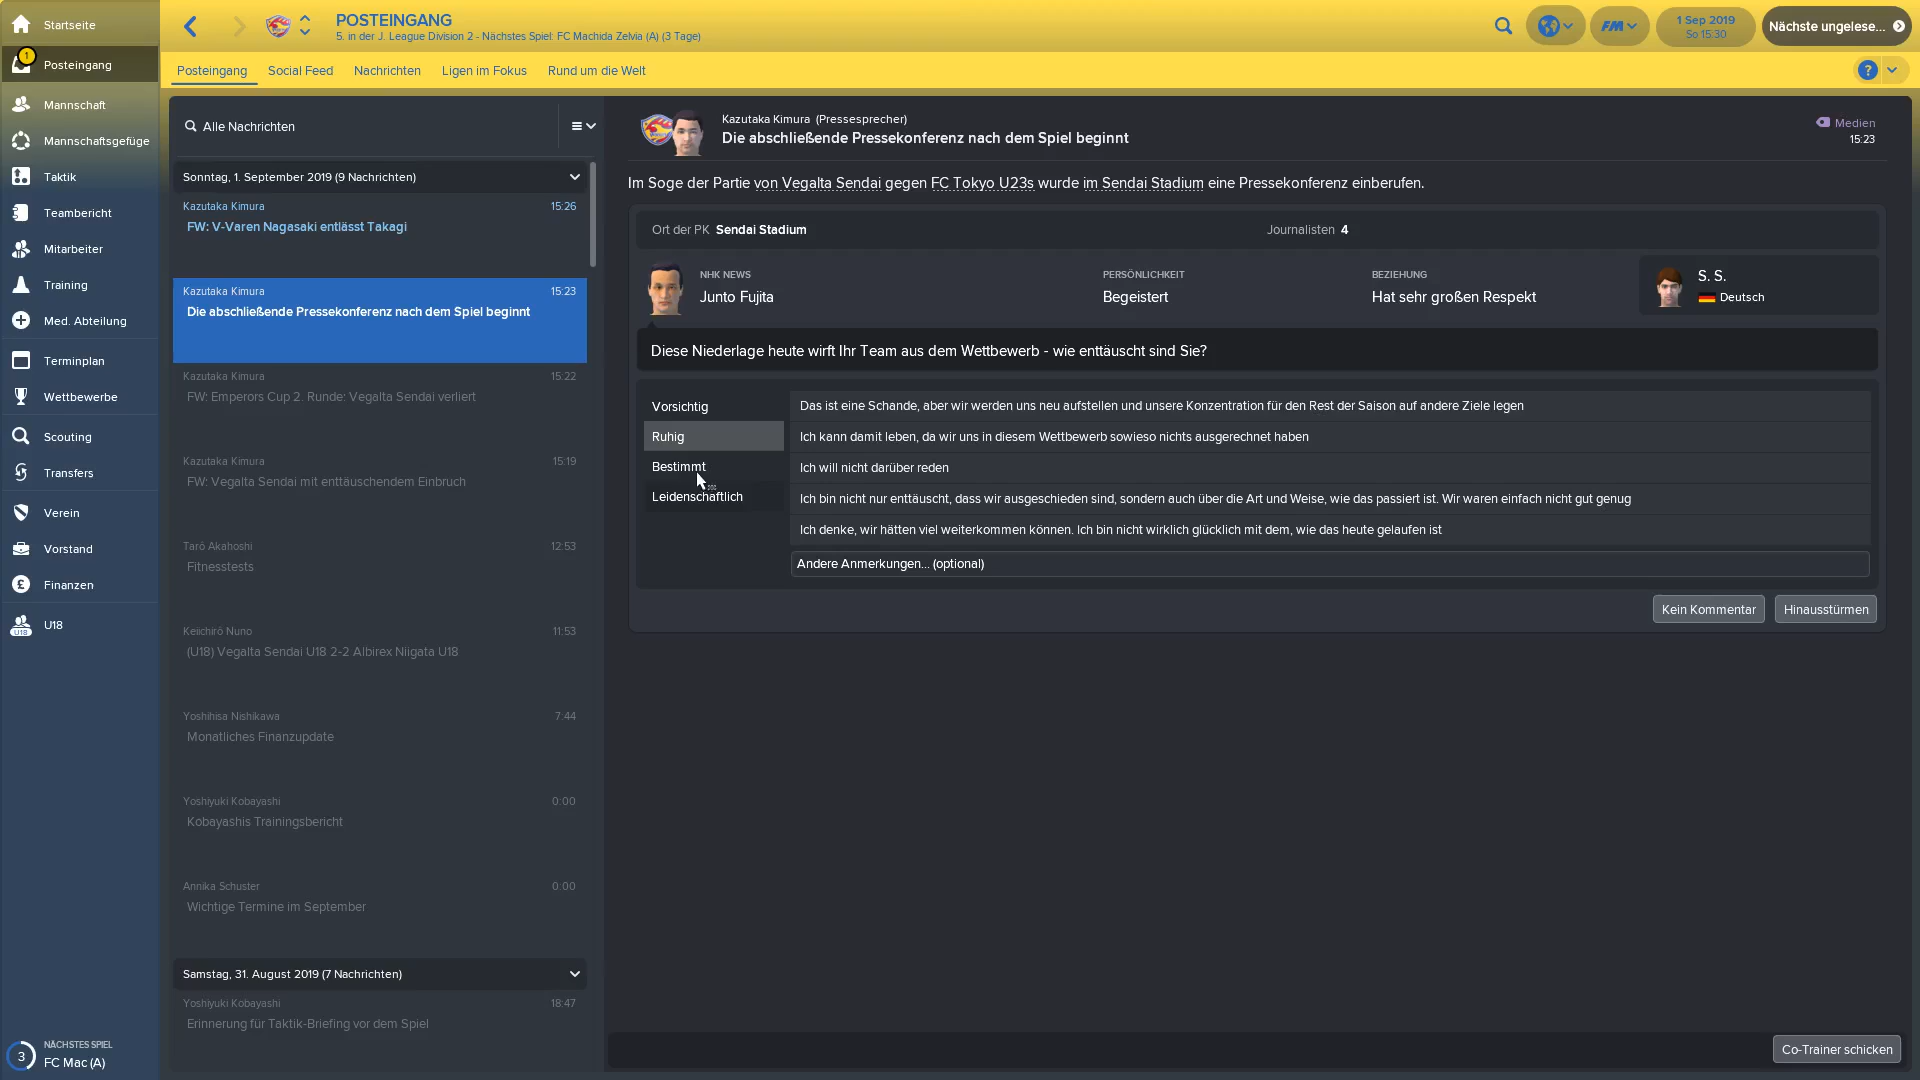 Startseite
1
Posteingang
Mannschaft
Mannschaftsgefüge
Taktik
Teambericht
Mitarbeiter
Training
Med. Abteilung
Terminplan
Wettbewerbe
Scouting
Transfers
Verein
Vorstand
Finanzen
U18
U18
3
NÄCHSTES SPIEL
FC Mac (A)
POSTEINGANG
5. in der J. League Division 2 - Nächstes Spiel: FC Machida Zelvia (A) (3 Tage)
FM
1 Sep 2019
So 15:30
Nächste ungelese...
Posteingang
Social Feed
Nachrichten
Ligen im Fokus
Rund um die Welt
?
Alle Nachrichten
Sonntag, 1. September 2019 (9 Nachrichten)
Kazutaka Kimura 15:26
FW: V-Varen Nagasaki entlässt Takagi
Kazutaka Kimura 15:23
Die abschließende Pressekonferenz nach dem Spiel beginnt
Kazutaka Kimura 15:22
FW: Emperors Cup 2. Runde: Vegalta Sendai verliert
Kazutaka Kimura 15:19
FW: Vegalta Sendai mit enttäuschendem Einbruch
Tarō Akahoshi 12:53
Fitnesstests
Keiichirō Nuno 11:53
(U18) Vegalta Sendai U18 2-2 Albirex Niigata U18
Yoshihisa Nishikawa 7:44
Monatliches Finanzupdate
Yoshiyuki Kobayashi 0:00
Kobayashis Trainingsbericht
Annika Schuster 0:00
Wichtige Termine im September
Samstag, 31. August 2019 (7 Nachrichten)
Yoshiyuki Kobayashi 18:47
Erinnerung für Taktik-Briefing vor dem Spiel
Kazutaka Kimura (Pressesprecher)
Die abschließende Pressekonferenz nach dem Spiel beginnt
Medien
15:23
Im Soge der Partie von Vegalta Sendai gegen FC Tokyo U23s wurde im Sendai Stadium eine Pressekonferenz einberufen.
Ort der PK Sendai Stadium
Journalisten 4
NHK NEWS
Junto Fujita
PERSÖNLICHKEIT
Begeistert
BEZIEHUNG
Hat sehr großen Respekt
S. S.
Deutsch
Diese Niederlage heute wirft Ihr Team aus dem Wettbewerb - wie enttäuscht sind Sie?
Vorsichtig
Ruhig
Bestimmt
Leidenschaftlich
Das ist eine Schande, aber wir werden uns neu aufstellen und unsere Konzentration für den Rest der Saison auf andere Ziele legen
Ich kann damit leben, da wir uns in diesem Wettbewerb sowieso nichts ausgerechnet haben
Ich will nicht darüber reden
Ich bin nicht nur enttäuscht, dass wir ausgeschieden sind, sondern auch über die Art und Weise, wie das passiert ist. Wir waren einfach nicht gut genug
Ich denke, wir hätten viel weiterkommen können. Ich bin nicht wirklich glücklich mit dem, wie das heute gelaufen ist
Andere Anmerkungen... (optional)
Kein Kommentar
Hinausstürmen
Co-Trainer schicken